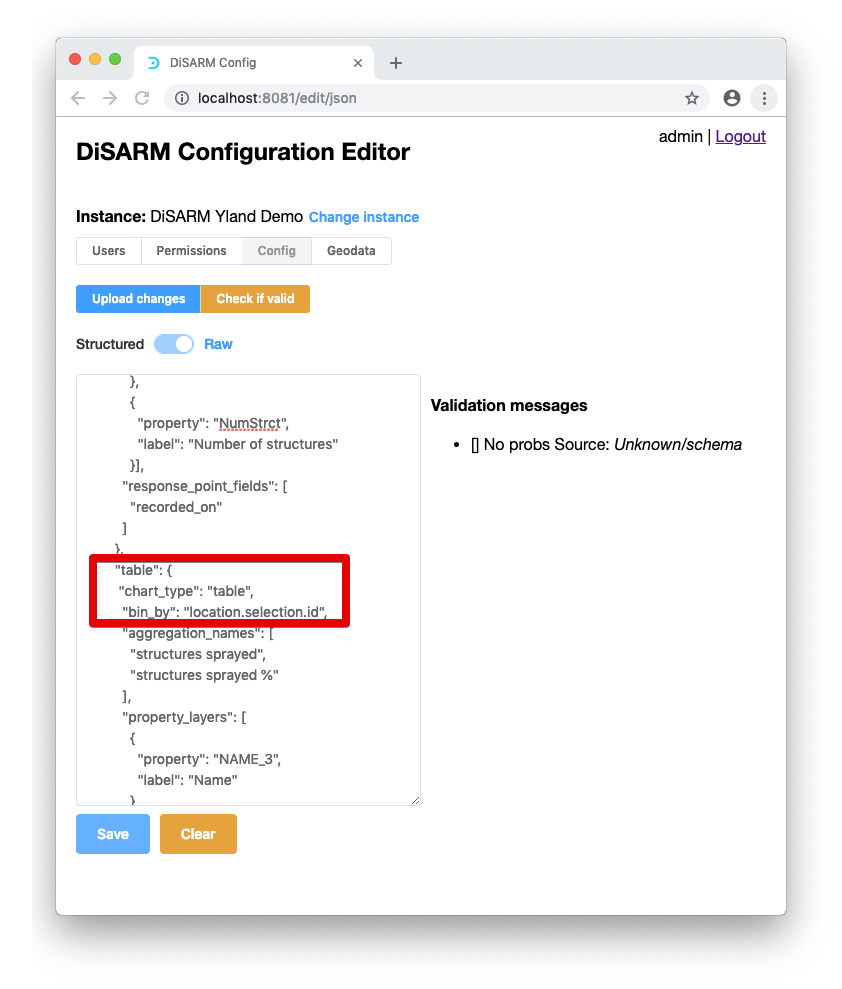 DiSARM Config
localhost:8081/edit/json
admin | Logout
DiSARM Configuration Editor
Instance: DiSARM Yland Demo Change instance
Users Permissions Config Geodata
Upload changes Check if valid
Structured Raw
},
{
"property": "NumStrct",
"label": "Number of structures"
}],
"response_point_fields": [
"recorded_on"
]
},
"table": {
"chart_type": "table",
"bin_by": "location.selection.id",
"aggregation_names": [
"structures sprayed",
"structures sprayed %"
],
"property_layers": [
{
"property": "NAME_3",
"label": "Name"
}
Validation messages
• [] No probs Source: Unknown/schema
Save Clear